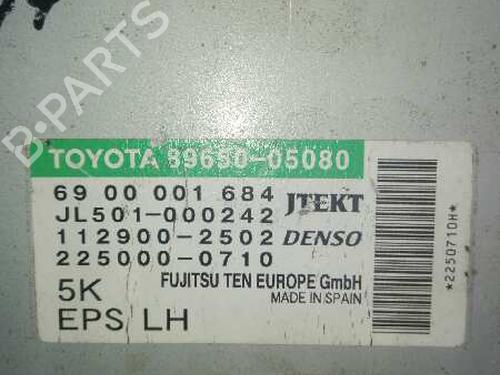 B-PARTS
TOYOTA 89650-05080
69 00 001 684 JTEKT
JL501-000242
112900-2502 DENSO
225000-0710
5K FUJITSU TEN EUROPE GmbH
MADE IN SPAIN
EPS LH
*2250710H*